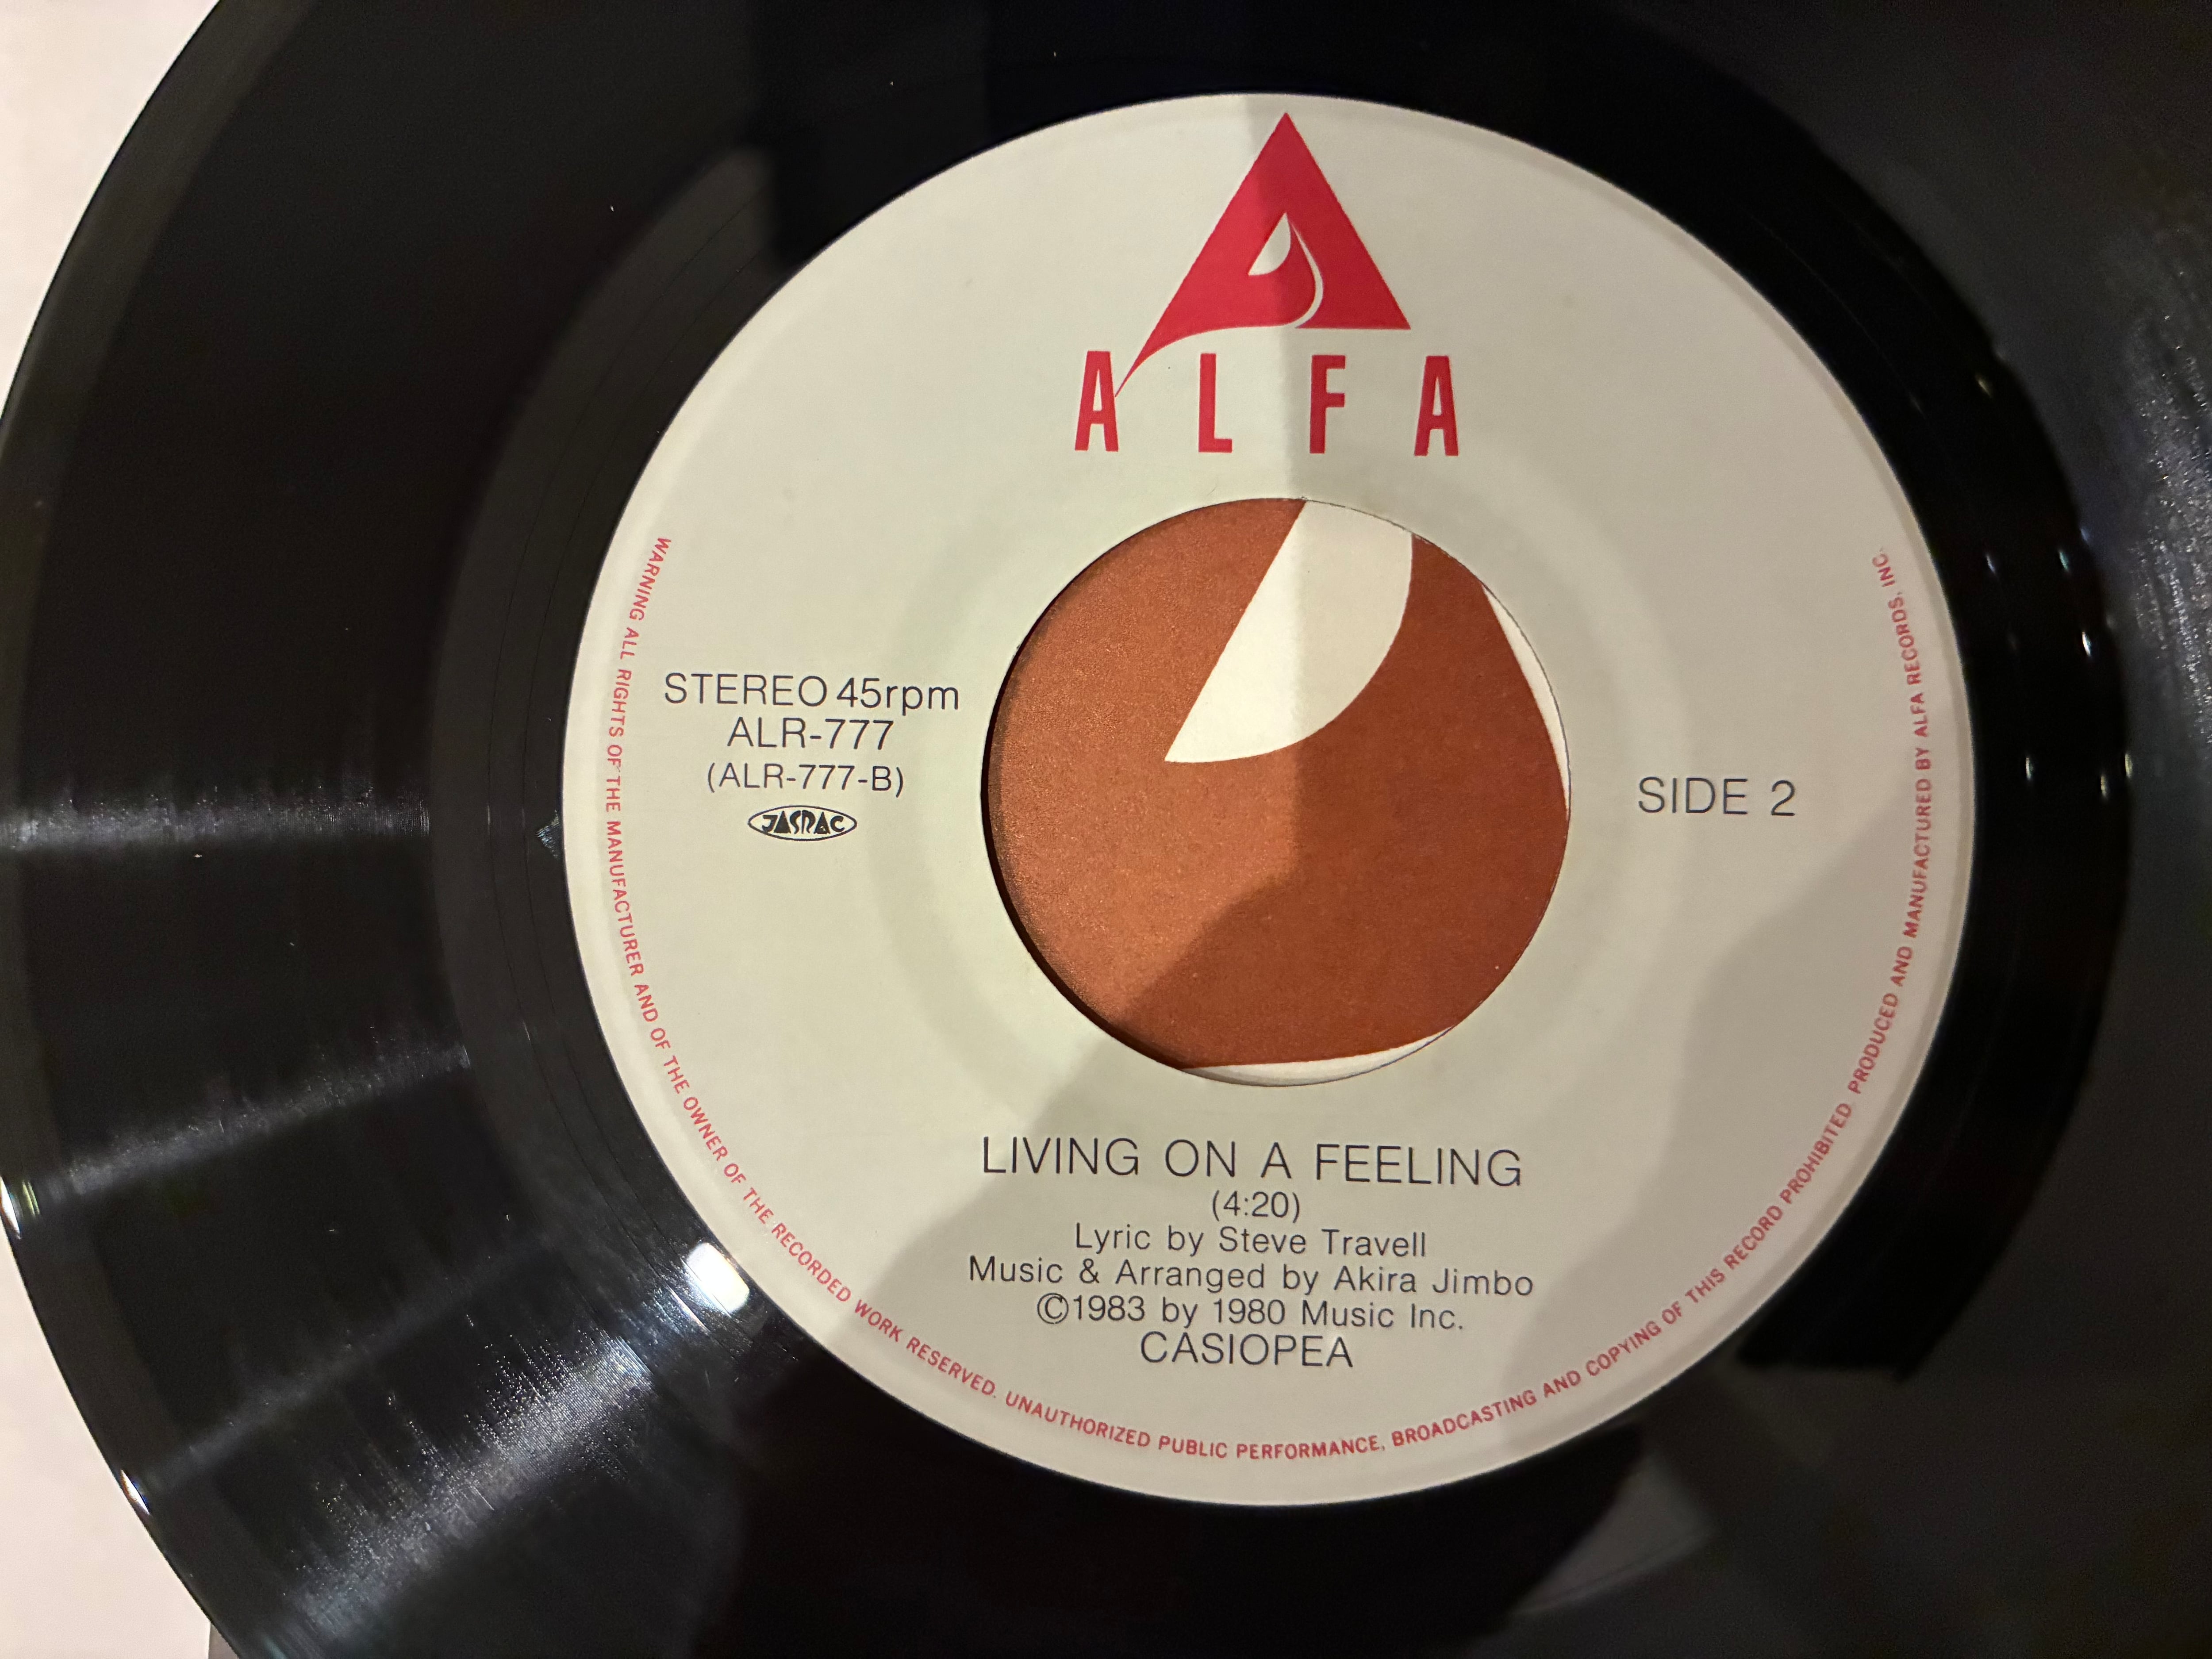 ALFA
STEREO 45rpm
ALR-777
(ALR-777-B)
JASRAC
SIDE 2
LIVING ON A FEELING
(4:20)
Lyric by Steve Travell
Music & Arranged by Akira Jimbo
©1983 by 1980 Music Inc.
CASIOPEA
WARNING ALL RIGHTS OF THE MANUFACTURER AND OF THE OWNER OF THE RECORDED WORK RESERVED. UNAUTHORIZED PUBLIC PERFORMANCE, BROADCASTING AND COPYING OF THIS RECORD PROHIBITED PRODUCED AND MANUFACTURED BY ALFA RECORDS, INC.